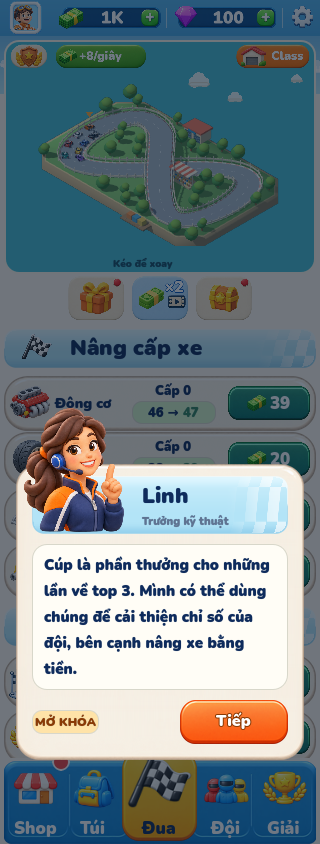 1K
100
+8/giây
Class
Kéo để xoay
x2
Nâng cấp xe
Động cơ
Cấp 0
46 → 47
39
Cấp 0
20
Linh
Trưởng kỹ thuật
Cúp là phần thưởng cho những
lần về top 3. Mình có thể dùng
chúng để cải thiện chỉ số của
đội, bên cạnh nâng xe bằng
tiền.
MỞ KHÓA
Tiếp
Shop
Túi
Đua
Đội
Giải